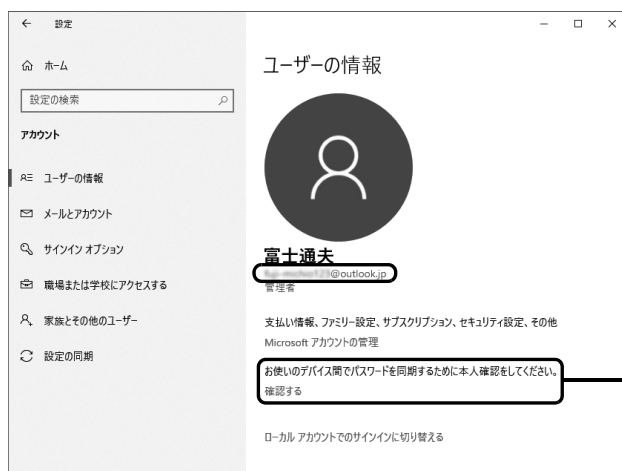 設定
ホーム
設定の検索
アカウント
ユーザーの情報
メールとアカウント
サインイン オプション
職場または学校にアクセスする
家族とその他のユーザー
設定の同期
ユーザーの情報
富士通夫
@outlook.jp
管理者
支払い情報、ファミリー設定、サブスクリプション、セキュリティ設定、その他
Microsoft アカウントの管理
お使いのデバイス間でパスワードを同期するために本人確認をしてください。
確認する
ローカル アカウントでのサインインに切り替える